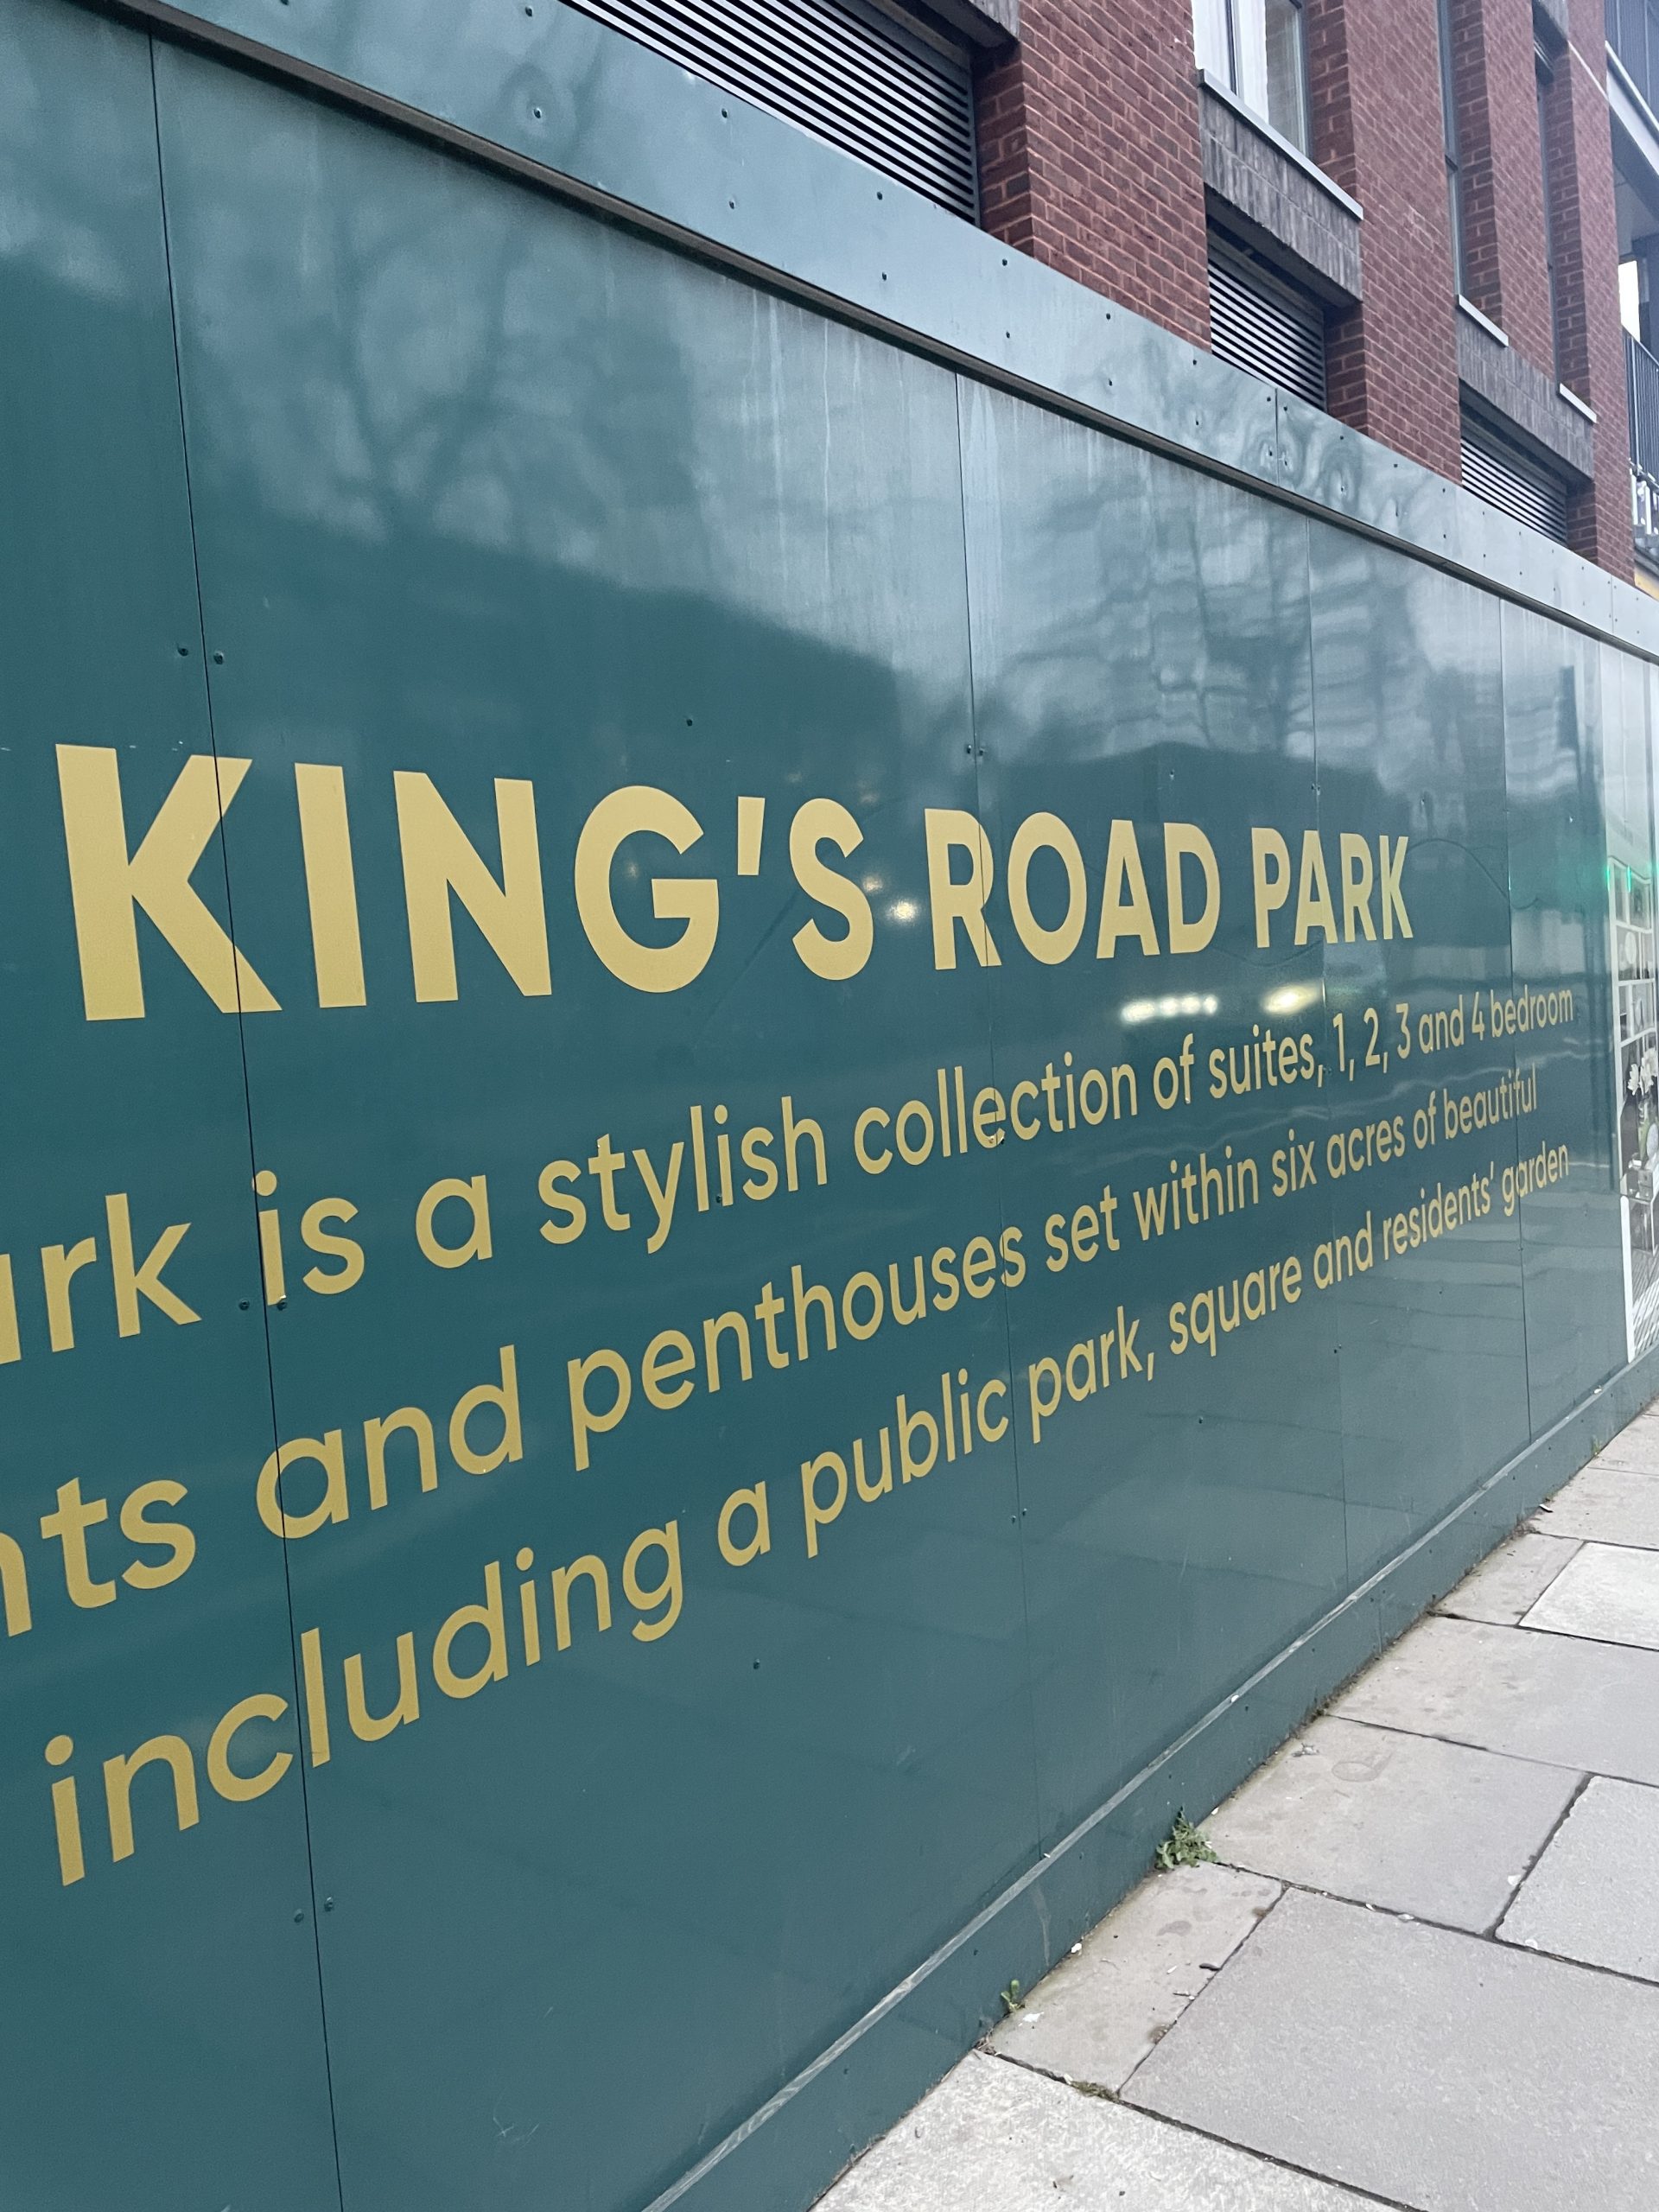 KING'S ROAD PARK
rk is a stylish collection of suites, 1, 2, 3 and 4 bedroom
nts and penthouses set within six acres of beautiful
including a public park, square and residents' garden